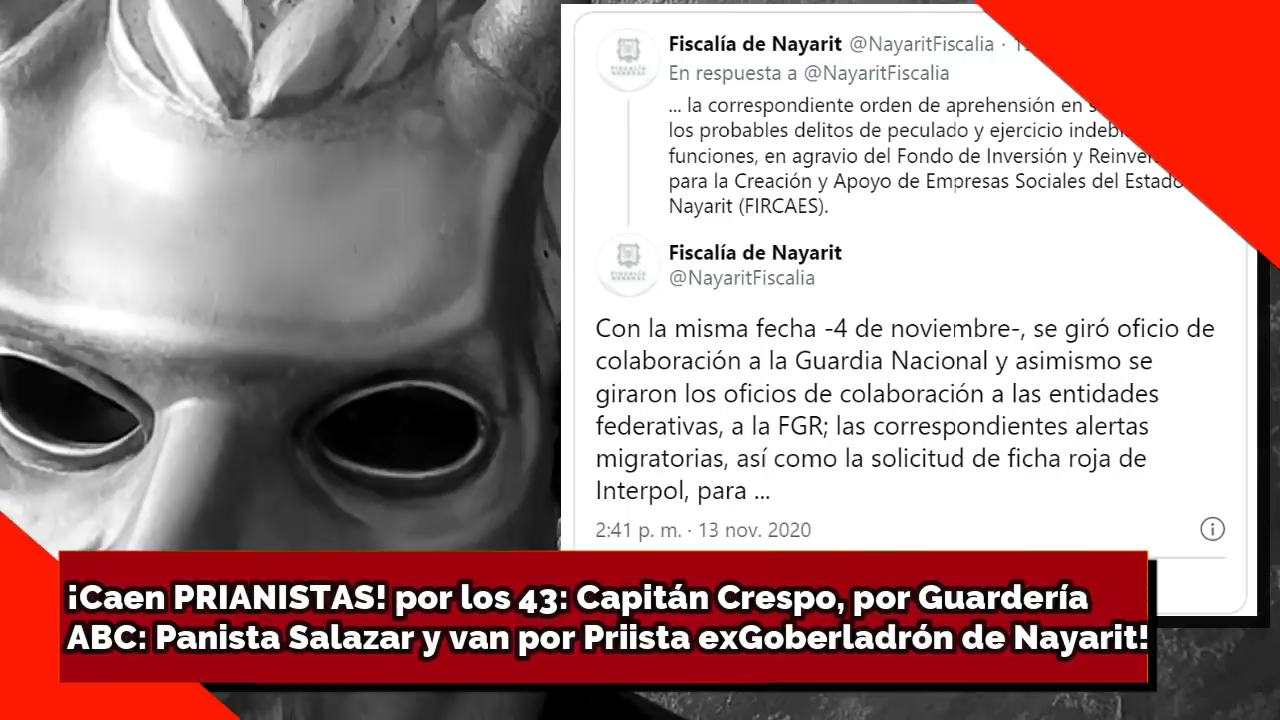 Fiscalía de Nayarit @NayaritFiscalia ·
En respuesta a @NayaritFiscalia
... la correspondiente orden de aprehensión en
los probables delitos de peculado y ejercicio
funciones, en agravio del Fondo de Inversión y
para la Creación y Apoyo de Empresas Sociales del Estado
Nayarit (FIRCAES).
Fiscalía de Nayarit
@NayaritFiscalia
Con la misma fecha -4 de noviembre-, se giró oficio de
colaboración a la Guardia Nacional y asimismo se
giraron los oficios de colaboración a las entidades
federativas, a la FGR; las correspondientes alertas
migratorias, así como la solicitud de ficha roja de
Interpol, para ...
2:41 p. m. · 13 nov. 2020
¡Caen PRIANISTAS! por los 43: Capitán Crespo, por Guardería
ABC: Panista Salazar y van por Priista exGoberladrón de Nayarit!